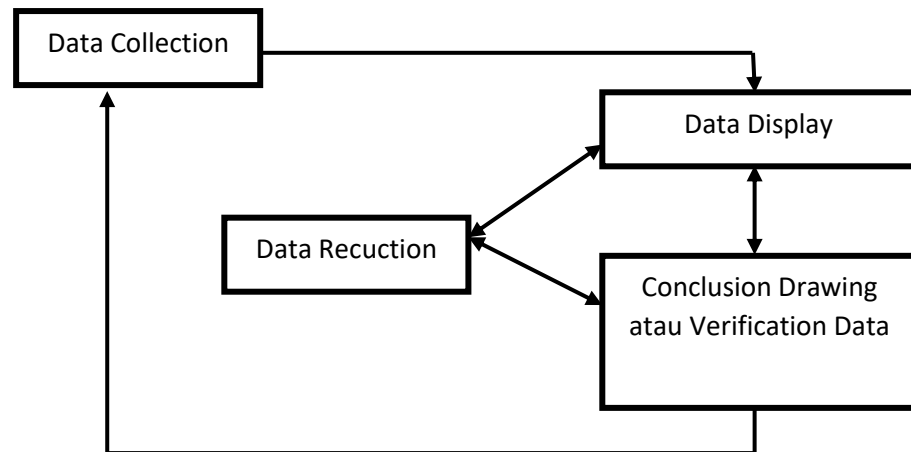 Data Collection
Data Display
Data Recuction
Conclusion Drawing
atau Verification Data